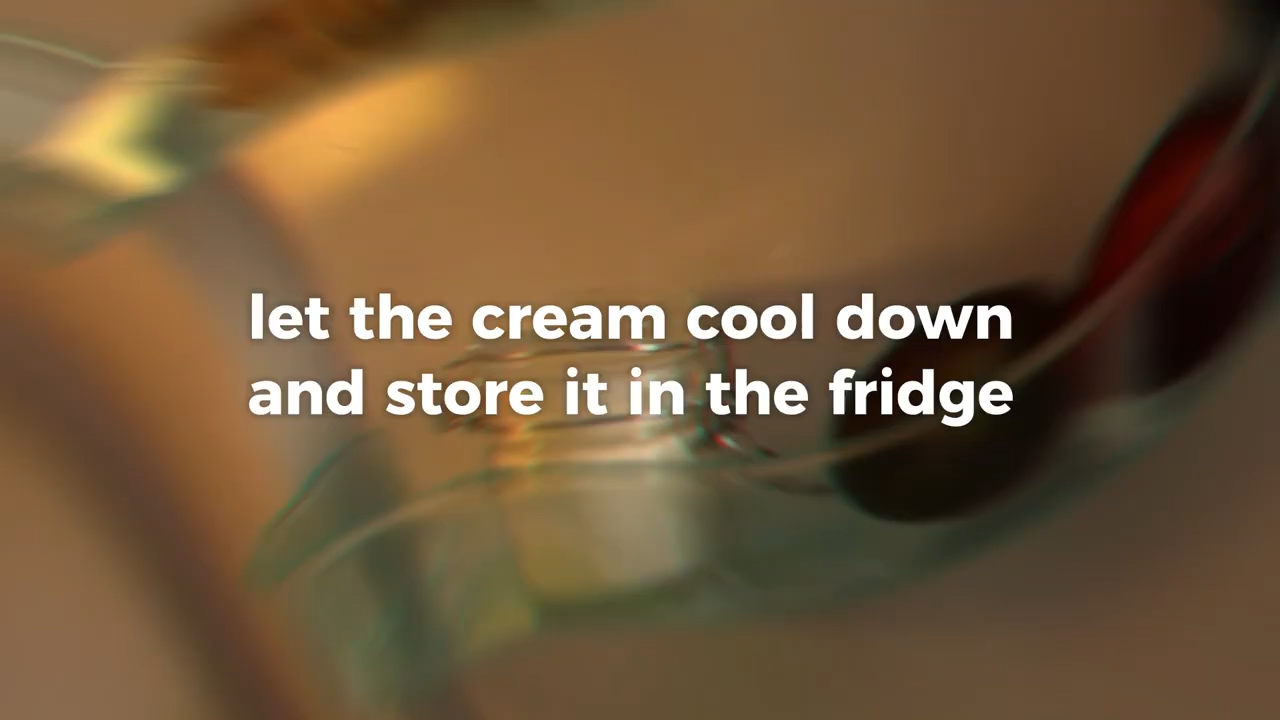 let the cream cool down
and store it in the fridge